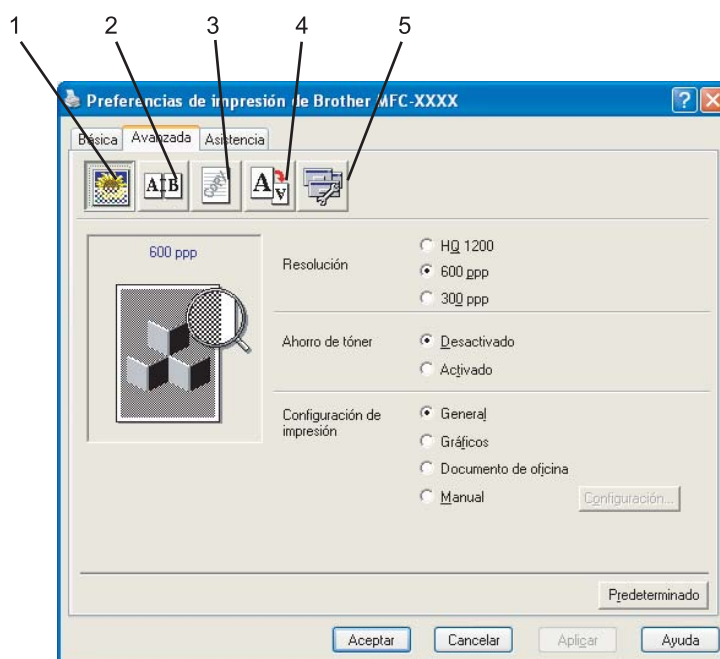 1 2 3 4 5
Preferencias de impresión de Brother MFC-XXXX
Básica Avanzada Asistencia
A B COPY A A
600 ppp
Resolución
HQ 1200
600 ppp
300 ppp
Ahorro de tóner
Desactivado
Activado
Configuración de
impresión
General
Gráficos
Documento de oficina
Manual
Configuración...
Predeterminado
Aceptar Cancelar Aplicar Ayuda